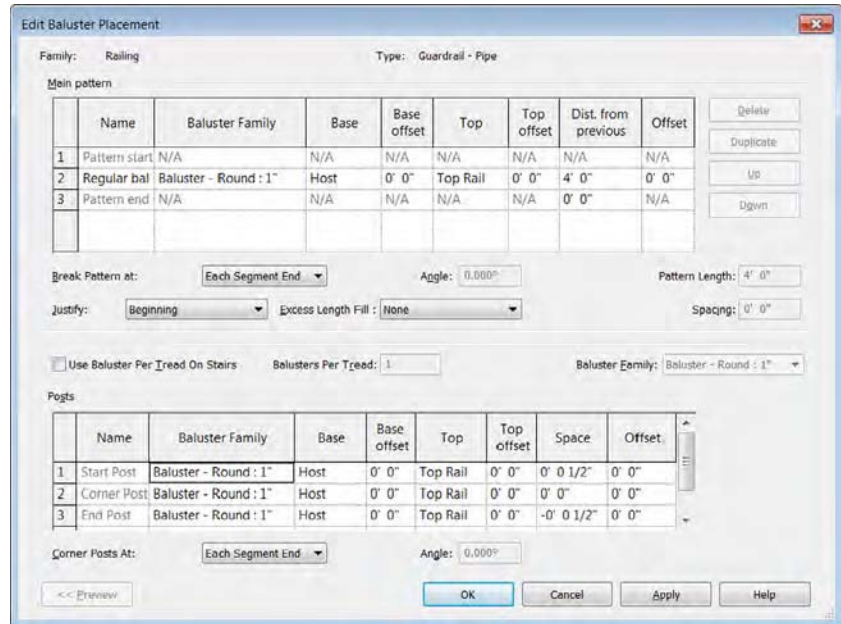 Edit Baluster Placement
Family: Railing Type: Guardrail - Pipe
Main pattern
Name Baluster Family Base Base offset Top Top offset Dist. from previous Offset
1 Pattern start N/A N/A N/A N/A N/A N/A N/A
2 Regular bal Baluster - Round : 1" Host 0' 0" Top Rail 0' 0" 4' 0" 0' 0"
3 Pattern end N/A N/A N/A N/A N/A 0' 0" N/A
Delete
Duplicate
Up
Down
Break Pattern at: Each Segment End Angle: 0.000° Pattern Length: 4' 0"
Justify: Beginning Excess Length Fill : None Spacing: 0' 0"
Use Baluster Per Tread On Stairs Balusters Per Tread: 1 Baluster Family: Baluster - Round : 1"
Posts
Name Baluster Family Base Base offset Top Top offset Space Offset
1 Start Post Baluster - Round : 1" Host 0' 0" Top Rail 0' 0" 0' 0 1/2" 0' 0"
2 Corner Post Baluster - Round : 1" Host 0' 0" Top Rail 0' 0" 0' 0" 0' 0"
3 End Post Baluster - Round : 1" Host 0' 0" Top Rail 0' 0" -0' 0 1/2" 0' 0"
Corner Posts At: Each Segment End Angle: 0.000°
<< Preview OK Cancel Apply Help